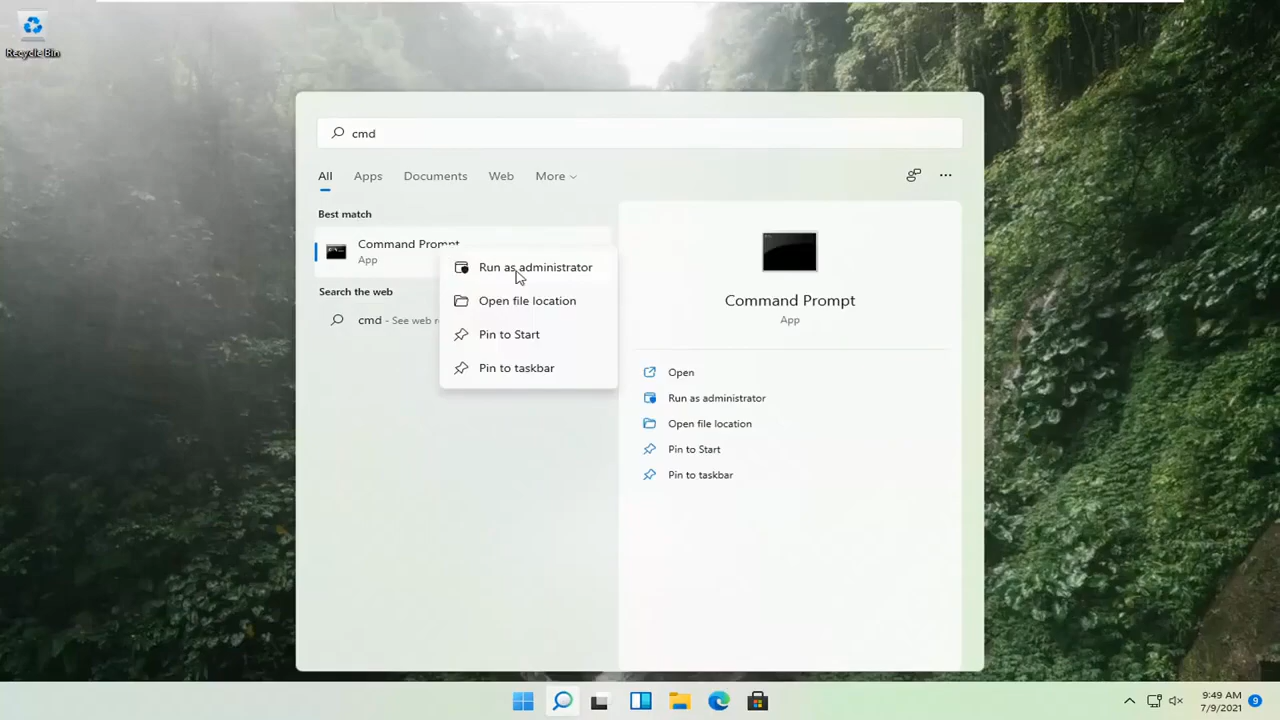 Recycle Bin
cmd
All Apps Documents Web More
Best match
Command Prompt
App
Search the web
cmd - See web r
Run as administrator
Open file location
Pin to Start
Pin to taskbar
Command Prompt
App
Open
Run as administrator
Open file location
Pin to Start
Pin to taskbar
9:49 AM
7/9/2021
9